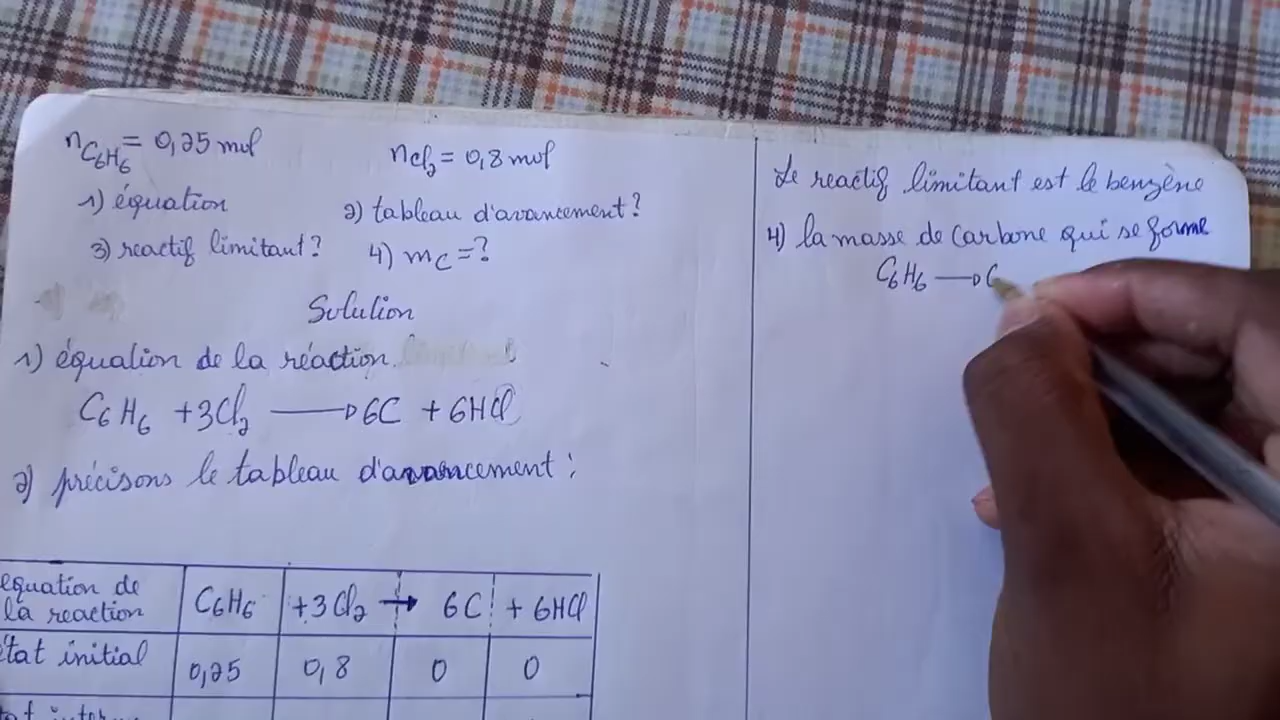 nC6H6 = 0,25 mol
nCl2 = 0,8 mol
1) équation
2) tableau d'avancement?
3) reactif limitant?
4) mC = ?
Solution
1) équation de la réaction.
C6H6 + 3Cl2 → 6C + 6HCl
2) précisons le tableau d'avancement :
equation de la reaction
C6H6 + 3Cl2 → 6C + 6HCl
état initial 0,25 0,8 0 0
Le reactif limitant est le benzène
4) la masse de carbone qui se forme
C6H6 → C